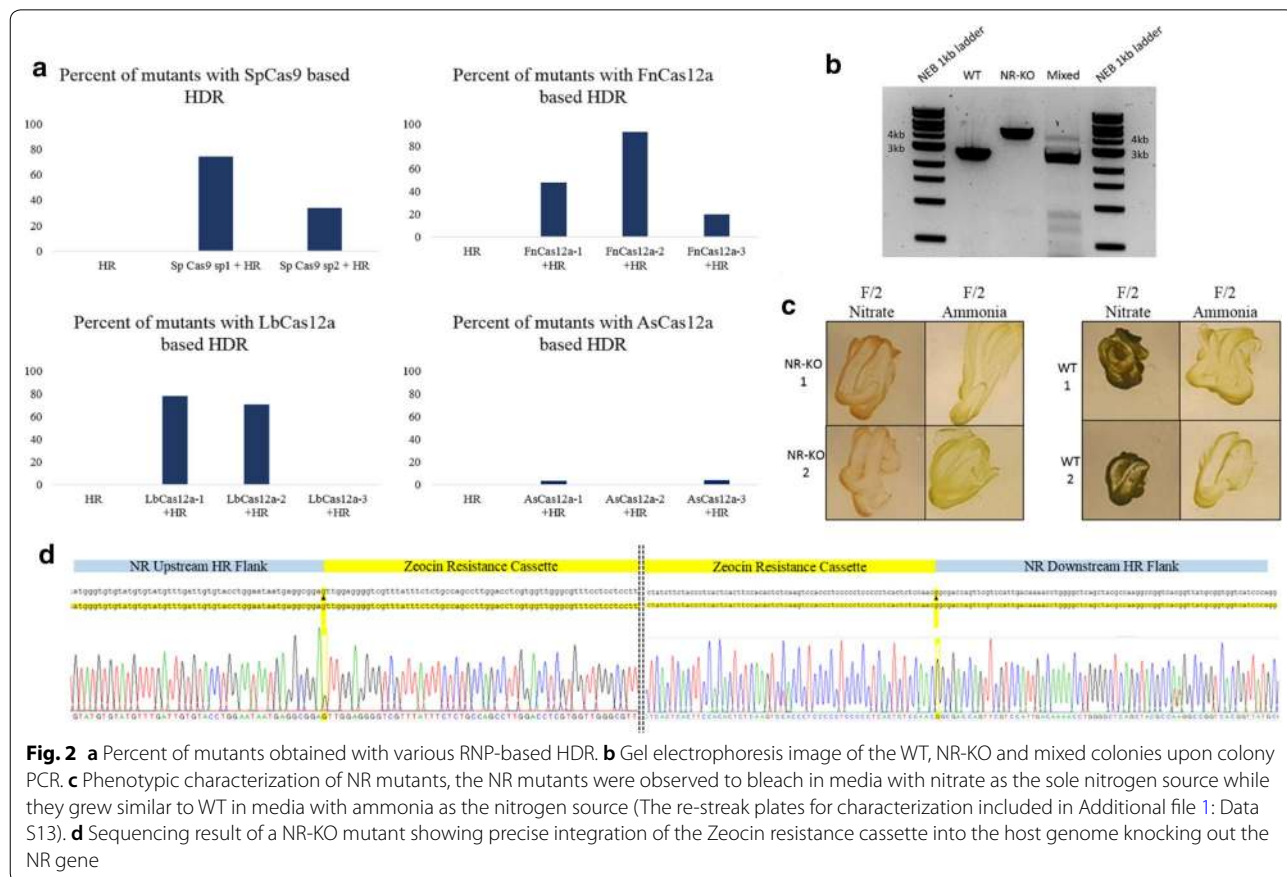 a
Percent of mutants with SpCas9 based
HDR
100
80
60
40
20
0
HR
Sp Cas9 sp1 + HR
Sp Cas9 sp2 + HR
Percent of mutants with FnCas12a
based HDR
100
80
60
40
20
0
HR
FnCas12a-1
+HR
FnCas12a-2
+HR
FnCas12a-3
+HR
Percent of mutants with LbCas12a
based HDR
100
80
60
40
20
0
HR
LbCas12a-1
+HR
LbCas12a-2
+HR
LbCas12a-3
+HR
Percent of mutants with AsCas12a
based HDR
100
80
60
40
20
0
HR
AsCas12a-1
+HR
AsCas12a-2
+HR
AsCas12a-3
+HR
b
NEB 1kb ladder
WT
NR-KO
Mixed
NEB 1kb ladder
4kb
3kb
4kb
3kb
c
F/2
Nitrate
F/2
Ammonia
NR-KO
1
NR-KO
2
F/2
Nitrate
F/2
Ammonia
WT
1
WT
2
d
NR Upstream HR Flank
Zeocin Resistance Cassette
Zeocin Resistance Cassette
NR Downstream HR Flank
Fig. 2 a Percent of mutants obtained with various RNP-based HDR. b Gel electrophoresis image of the WT, NR-KO and mixed colonies upon colony
PCR. c Phenotypic characterization of NR mutants, the NR mutants were observed to bleach in media with nitrate as the sole nitrogen source while
they grew similar to WT in media with ammonia as the nitrogen source (The re-streak plates for characterization included in Additional file 1: Data
S13). d Sequencing result of a NR-KO mutant showing precise integration of the Zeocin resistance cassette into the host genome knocking out the
NR gene